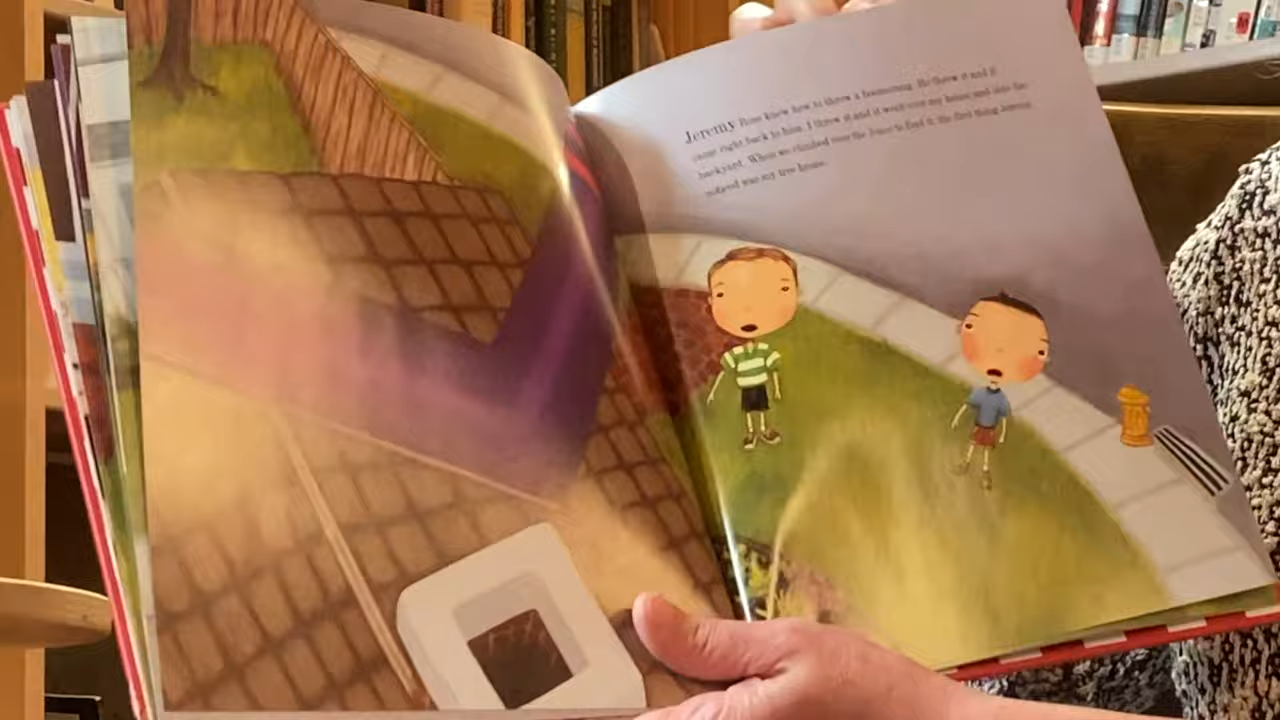 Jeremy Ross knew how to throw a boomerang. He threw it and it
came right back to him. I threw it and it went over my house and into the
backyard. When we climbed over the fence to find it, the first thing Jeremy
noticed was my tree house.